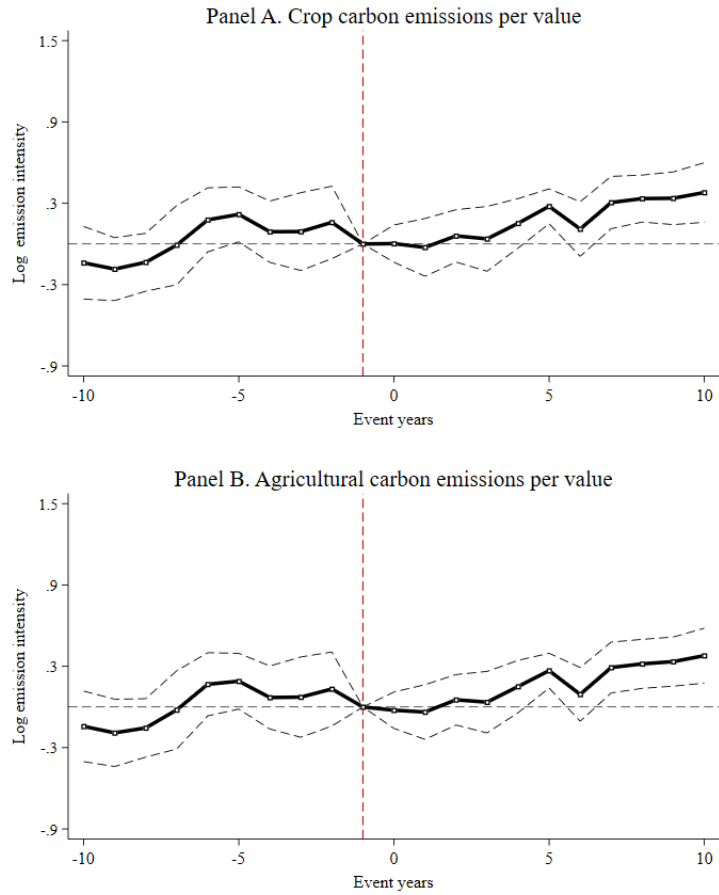 Panel A. Crop carbon emissions per value
1.5
.9
.3
-.3
-.9
Log emission intensity
-10 -5 0 5 10
Event years
Panel B. Agricultural carbon emissions per value
1.5
.9
.3
-.3
-.9
Log emission intensity
-10 -5 0 5 10
Event years